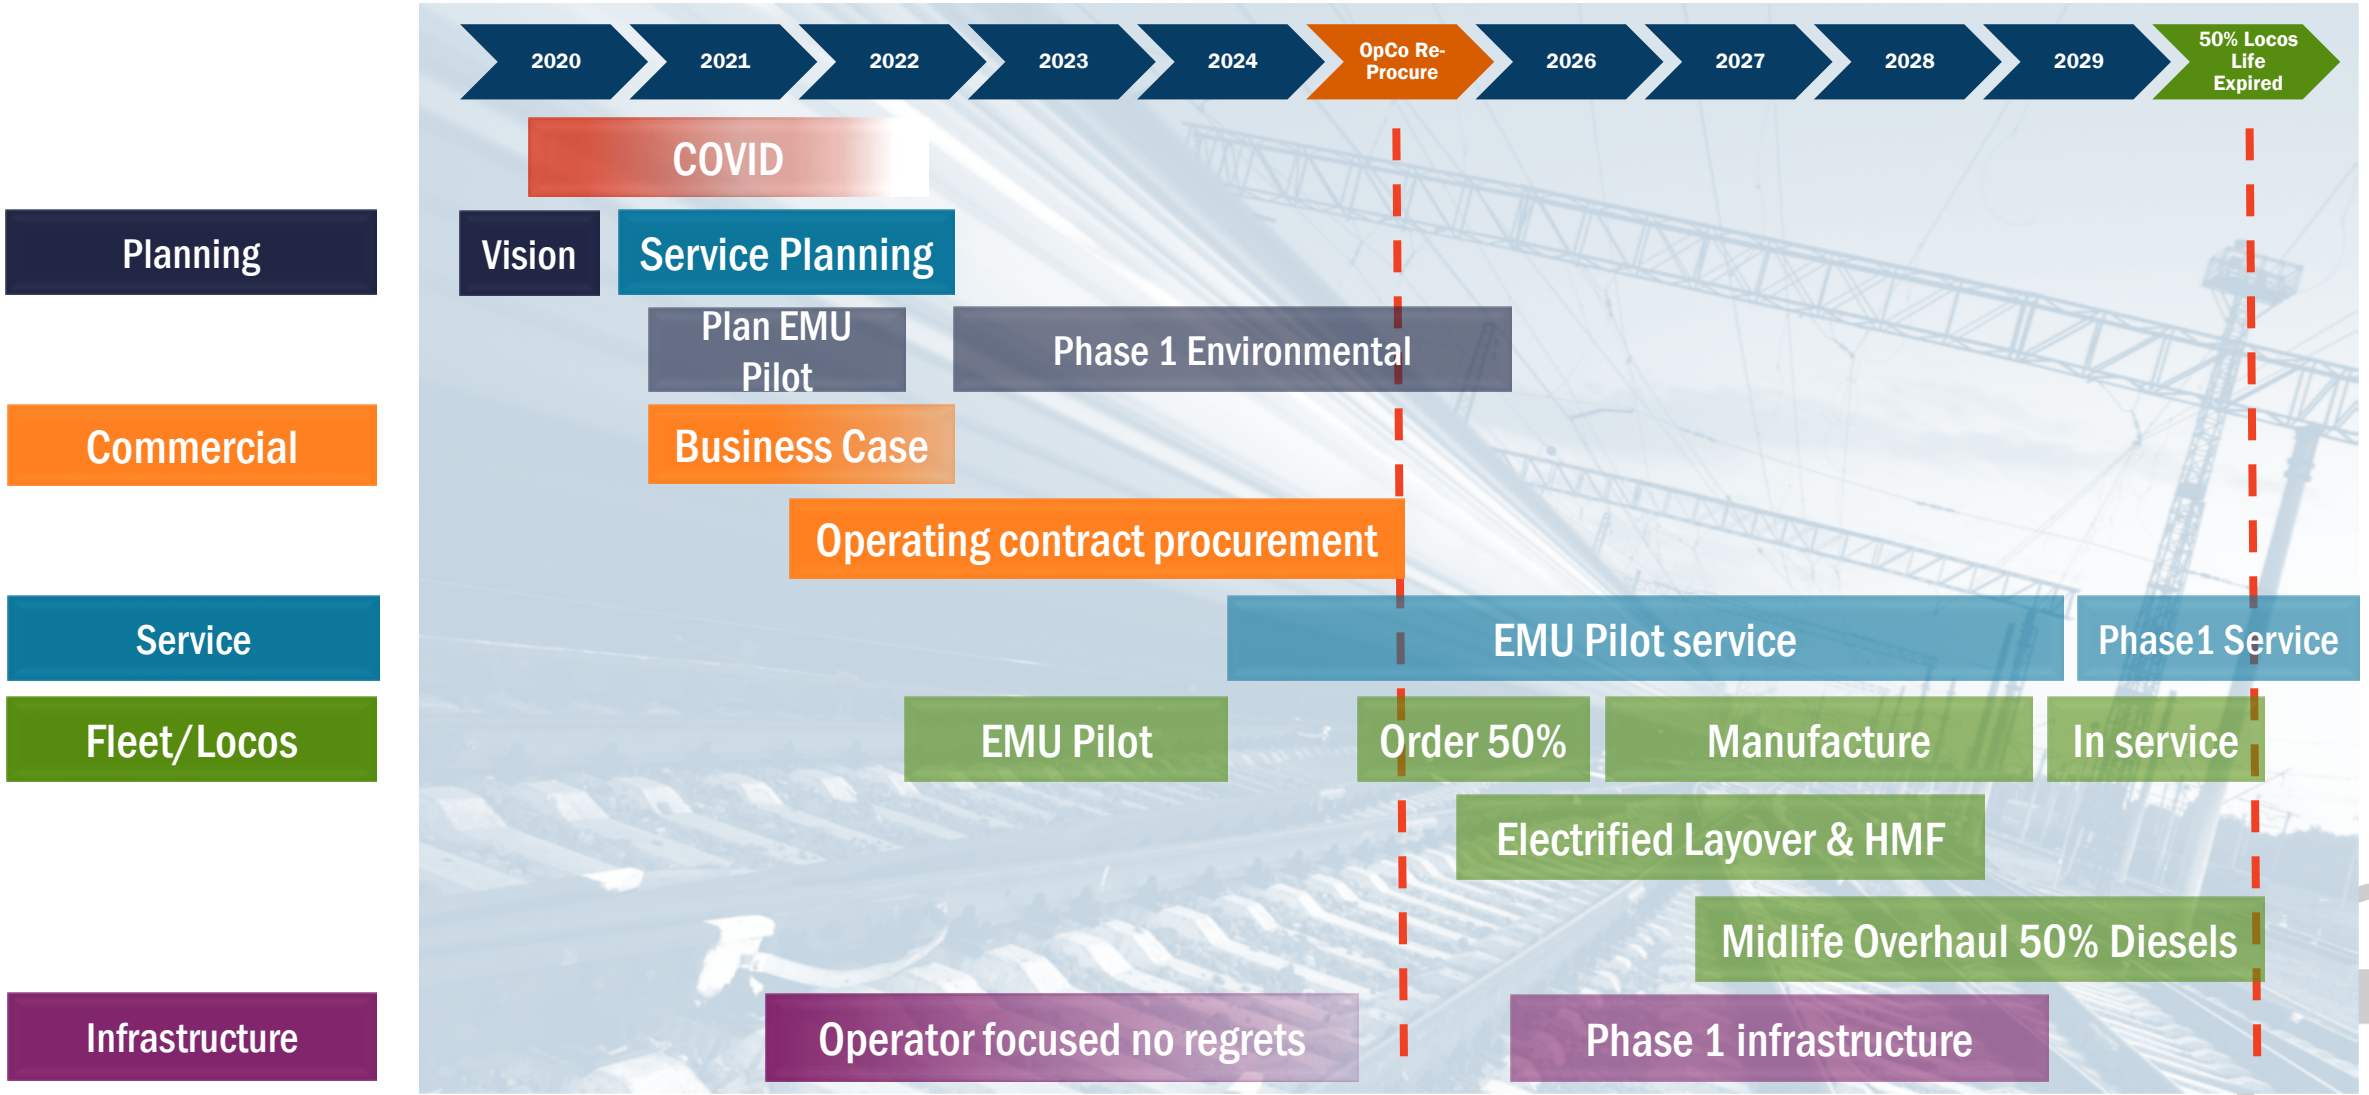 2020
2021
2022
2023
2024
OpCo Re-
Procure
2026
2027
2028
2029
50% Locos
Life
Expired
COVID
Planning
Vision
Service Planning
Plan EMU
Pilot
Phase 1 Environmental
Commercial
Business Case
Operating contract procurement
Service
EMU Pilot service
Phase1 Service
Fleet/Locos
EMU Pilot
Order 50%
Manufacture
In service
Electrified Layover & HMF
Midlife Overhaul 50% Diesels
Infrastructure
Operator focused no regrets
Phase 1 infrastructure